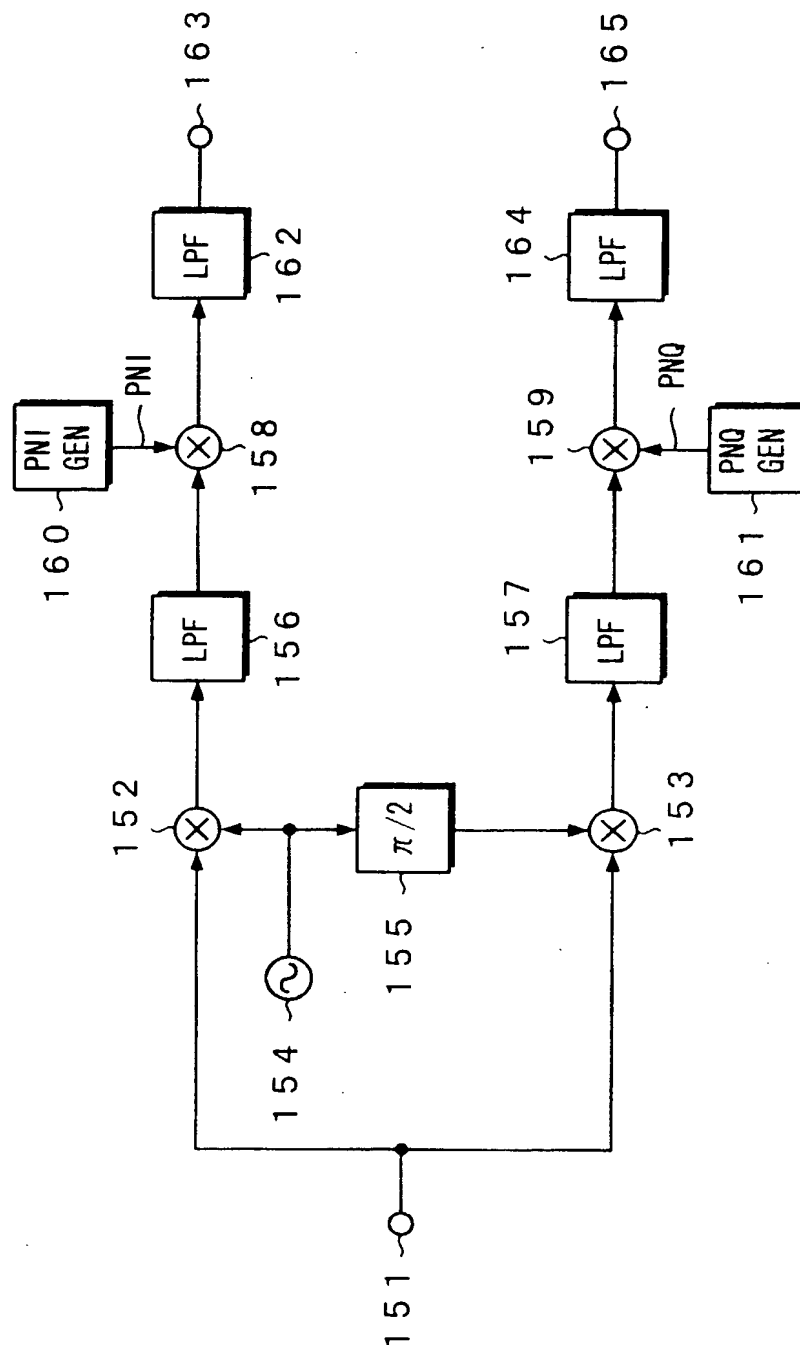 163
LPF
162
PNI GEN
PNI
160
158
LPF
156
152
154
π/2
155
151
153
LPF
157
159
PNQ
PNQ GEN
161
LPF
164
165